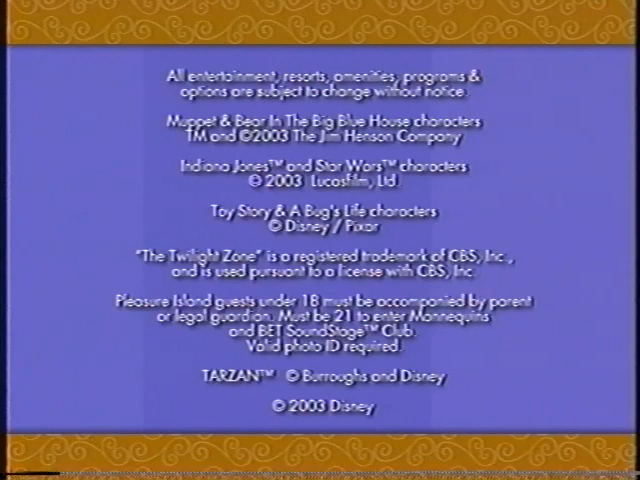 All entertainment, resorts, amenities, programs &
options are subject to change without notice.
Muppet & Bear In The Big Blue House characters
TM and ©2003 The Jim Henson Company
Indiana Jones™ and Star Wars™ characters
© 2003 Lucasfilm, Ltd.
Toy Story & A Bug's Life characters
© Disney / Pixar
"The Twilight Zone" is a registered trademark of CBS, Inc.,
and is used pursuant to a license with CBS, Inc.
Pleasure Island guests under 18 must be accompanied by parent
or legal guardian. Must be 21 to enter Mannequins
and BET SoundStage™ Club.
Valid photo ID required.
TARZAN™ © Burroughs and Disney
© 2003 Disney